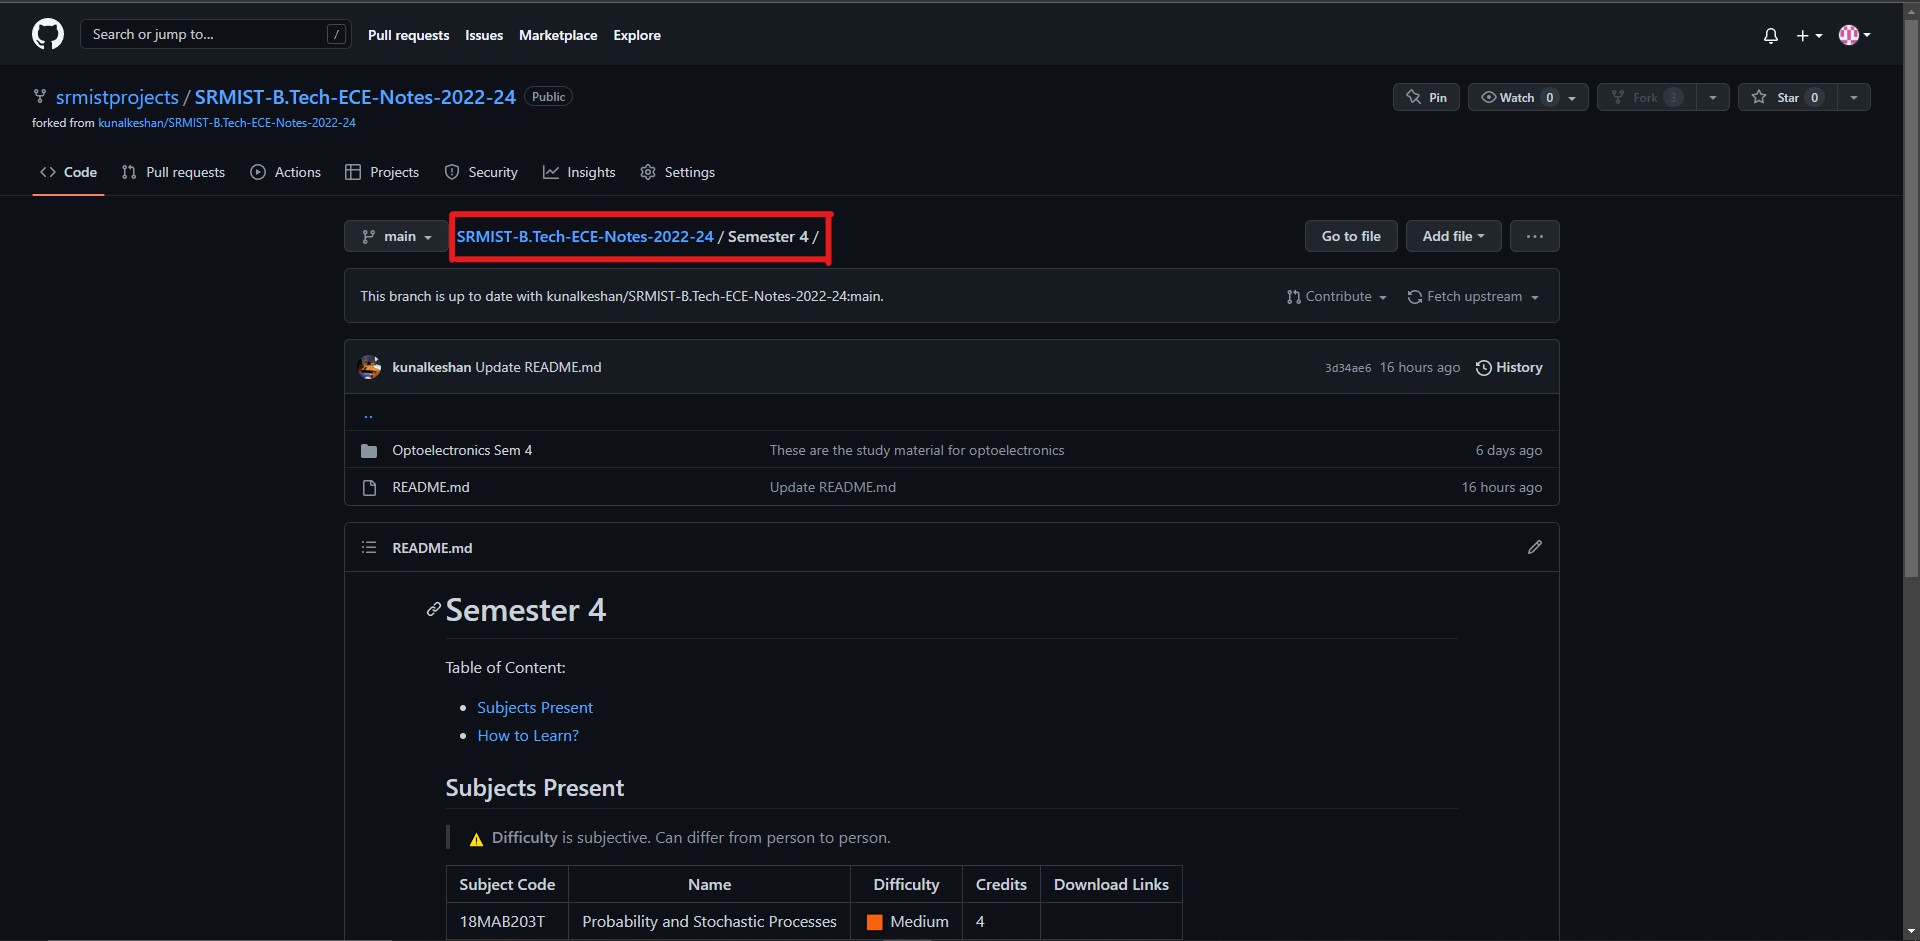 Search or jump to... / Pull requests Issues Marketplace Explore
srmistprojects / SRMIST-B.Tech-ECE-Notes-2022-24 Public Pin Watch 0 Fork 3 Star 0
forked from kunalkeshan/SRMIST-B.Tech-ECE-Notes-2022-24
Code Pull requests Actions Projects Security Insights Settings
main SRMIST-B.Tech-ECE-Notes-2022-24 / Semester 4 / Go to file Add file ...
This branch is up to date with kunalkeshan/SRMIST-B.Tech-ECE-Notes-2022-24:main. Contribute Fetch upstream
kunalkeshan Update README.md 3d34ae6 16 hours ago History
..
Optoelectronics Sem 4 These are the study material for optoelectronics 6 days ago
README.md Update README.md 16 hours ago
README.md
Semester 4
Table of Content:
• Subjects Present
• How to Learn?
Subjects Present
Difficulty is subjective. Can differ from person to person.
Subject Code Name Difficulty Credits Download Links
18MAB203T Probability and Stochastic Processes Medium 4